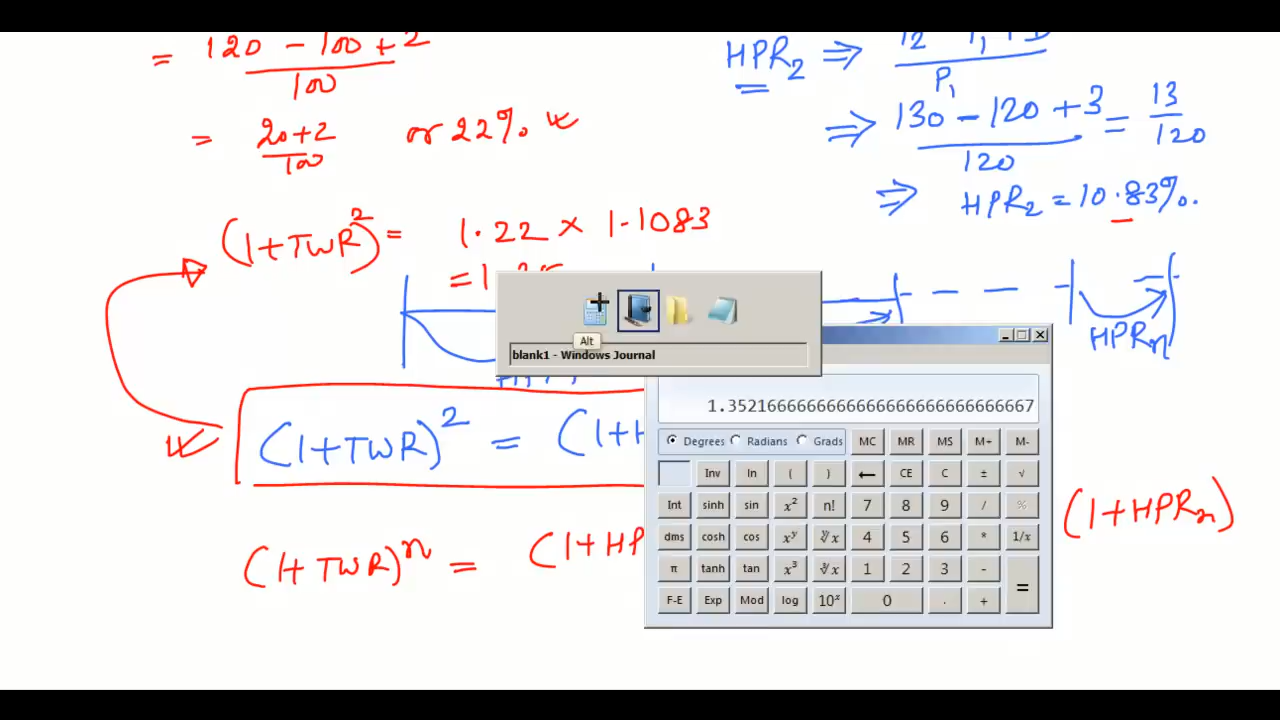 = 120 - 100 + 2
100
= 20+2
100
or 22%
HPR2 ⇒
P1
⇒ 130 - 120 + 3 = 13
120 120
⇒ HPR2 = 10.83%.
(1+TWR)^2 = 1.22 × 1.1083
= 1.35
HPRn
Alt
blank1 - Windows Journal
1.3521666666666666666666666666667
Degrees Radians Grads MC MR MS M+ M-
Inv ln ( ) ← CE C ± √
Int sinh sin x² n! 7 8 9 / %
dms cosh cos xʸ ʸ√x 4 5 6 * 1/x
π tanh tan x³ ³√x 1 2 3 - =
F-E Exp Mod log 10ˣ 0 . +
(1+TWR)^2 = (1+H
(1+TWR)^n = (1+HP (1+HPRn)